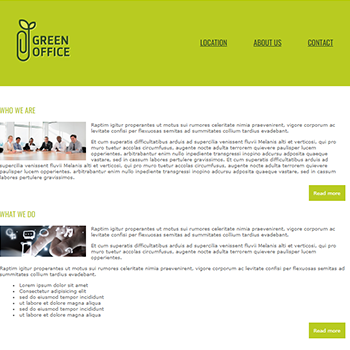 GREEN
OFFICE
LOCATION
ABOUT US
CONTACT
WHO WE ARE
Raptim igitur properantes ut motus sui rumores celeritate nimia praevenirent, vigore corporum ac
levitate confisi per flexuosas semitas ad summitates collium tardius evadebant.
Et cum superatis difficultatibus arduis ad supercilia venissent fluvii Melanis alti et verticosi, qui pro
muro tuetur accolas circumfusus, augente nocte adulta terrorem quievere paulisper lucem
opperientes. arbitrabantur enim nullo inpediente transgressi inopino adcursu adposita quaeque
vastare, sed in cassum labores pertulere gravissimos. Et cum superatis difficultatibus arduis ad
supercilia venissent fluvii Melanis alti et verticosi, qui pro muro tuetur accolas circumfusus, augente nocte adulta terrorem quievere
paulisper lucem opperientes. arbitrabantur enim nullo inpediente transgressi inopino adcursu adposita quaeque vastare, sed in cassum
labores pertulere gravissimos.
Read more
WHAT WE DO
Raptim igitur properantes ut motus sui rumores celeritate nimia praevenirent, vigore corporum ac
levitate confisi per flexuosas semitas ad summitates collium tardius evadebant.
Et cum superatis difficultatibus arduis ad supercilia venissent fluvii Melanis alti et verticosi, qui pro
muro tuetur accolas circumfusus, augente nocte adulta terrorem quievere paulisper lucem
opperientes.
Raptim igitur properantes ut motus sui rumores celeritate nimia praevenirent, vigore corporum ac levitate confisi per flexuosas semitas ad
summitates collium tardius evadebant.
Lorem ipsum dolor sit amet
Consectetur adipisicing elit
sed do eiusmod tempor incididunt
ut labore et dolore magna aliqua
sed do eiusmod tempor incididunt
ut labore et dolore magna aliqua
Read more